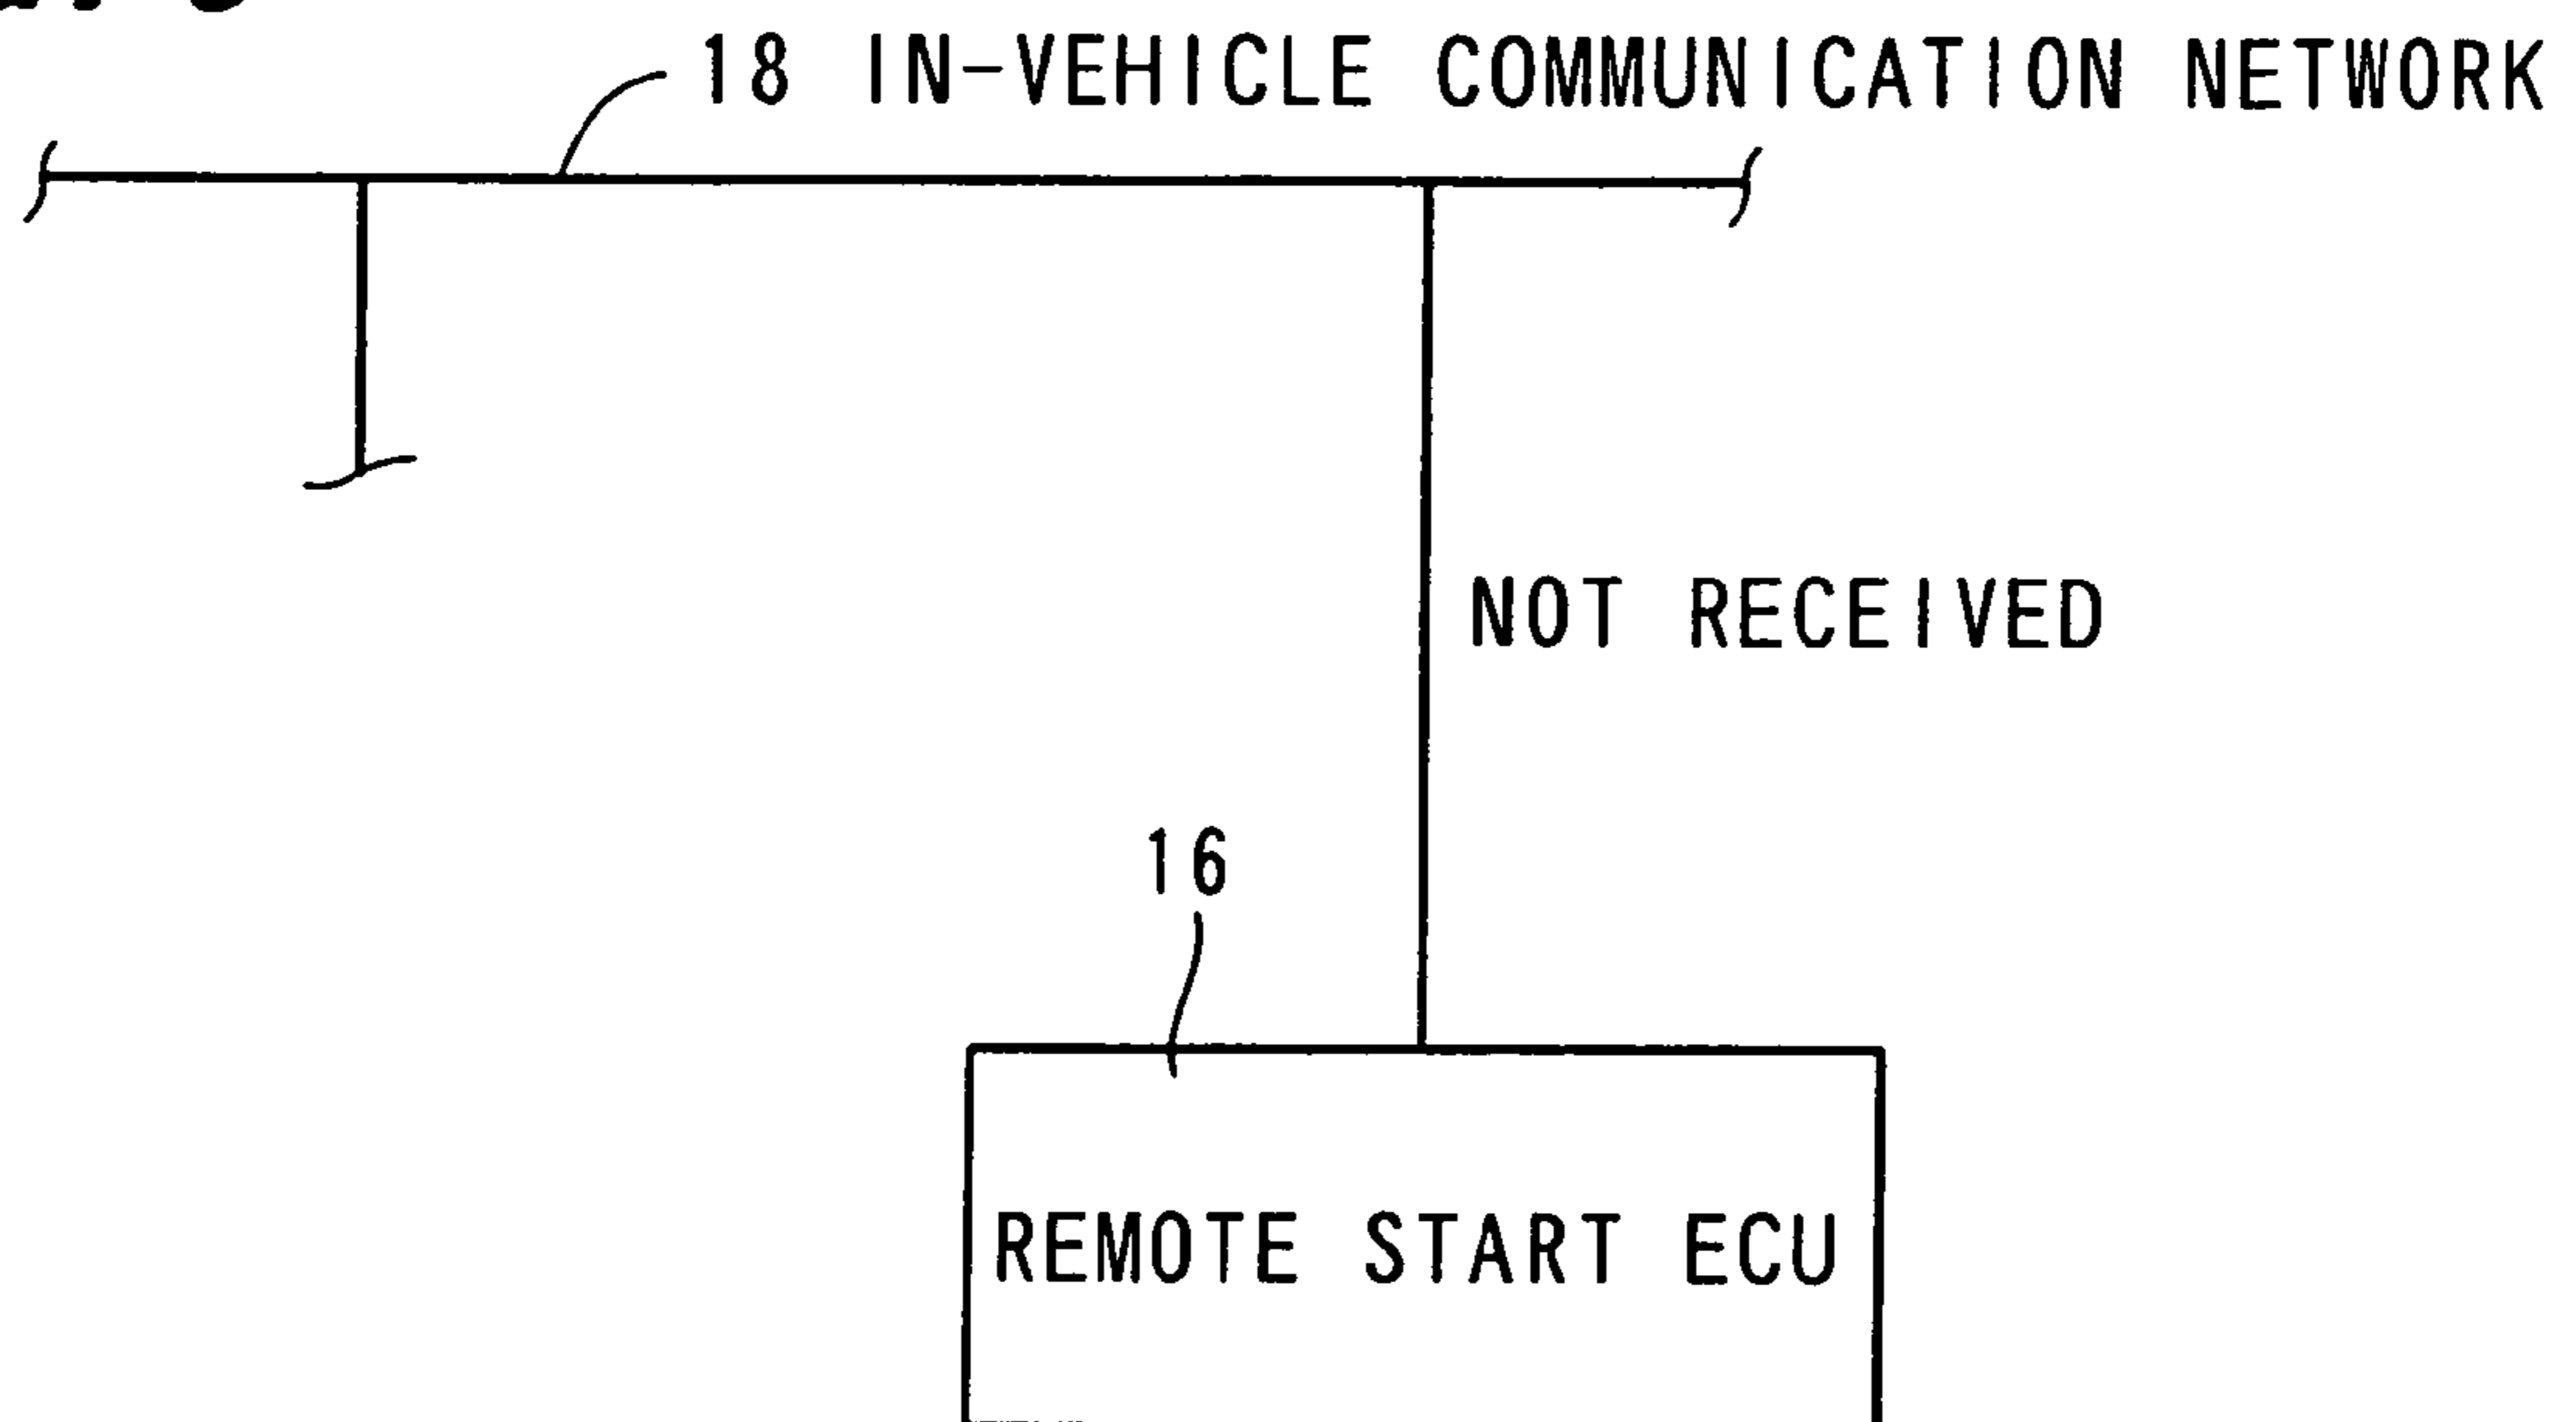 18 IN-VEHICLE COMMUNICATION NETWORK
NOT RECEIVED
16
REMOTE START ECU